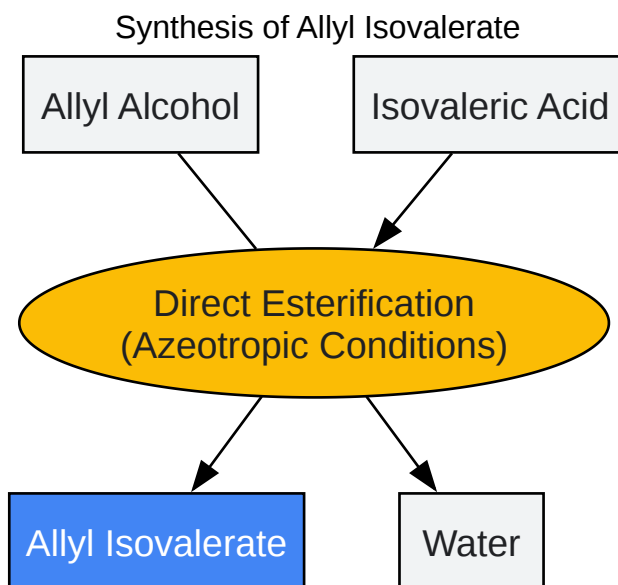 Synthesis of Allyl Isovalerate
Allyl Alcohol
Isovaleric Acid
Direct Esterification
(Azeotropic Conditions)
Allyl Isovalerate
Water